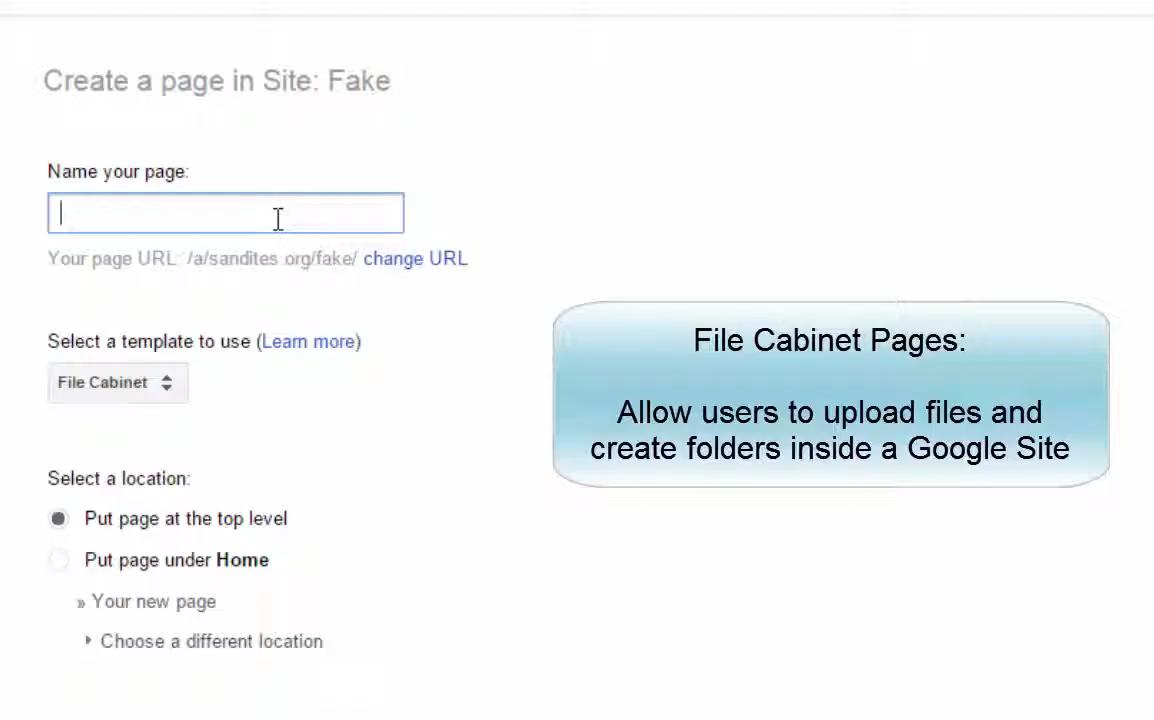 Create a page in Site: Fake
Name your page:
Your page URL: /a/sandites.org/fake/ change URL
Select a template to use (Learn more)
File Cabinet
File Cabinet Pages:
Allow users to upload files and
create folders inside a Google Site
Select a location:
Put page at the top level
Put page under Home
» Your new page
Choose a different location